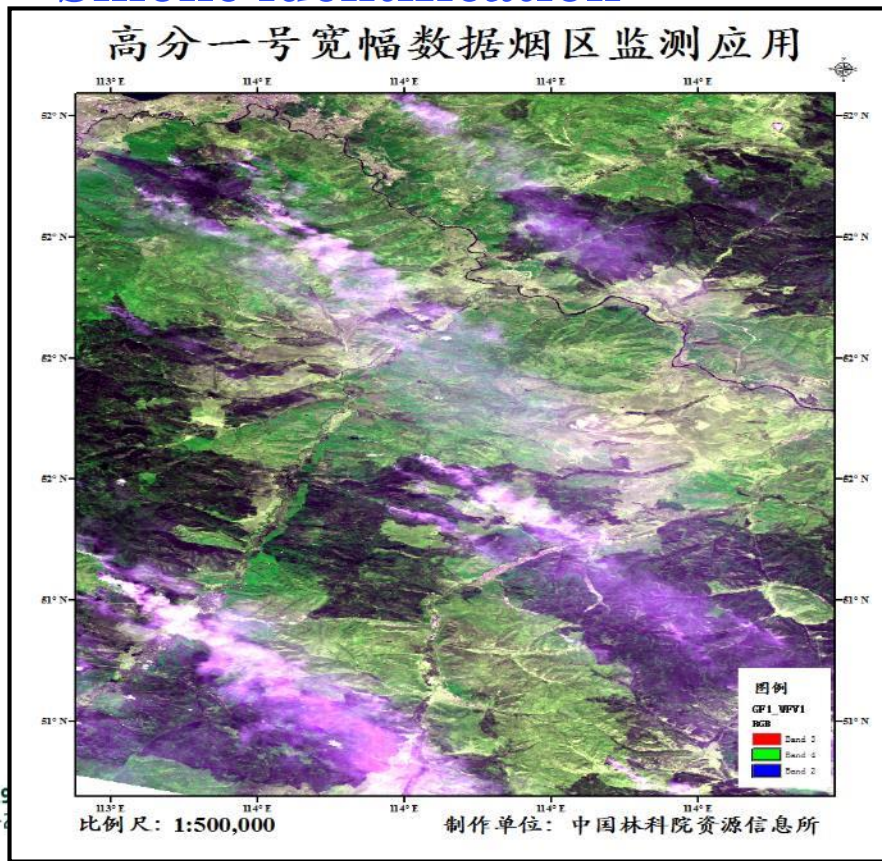 Smoke identification
高分一号宽幅数据烟区监测应用
113° E 114° E 114° E 114° E 114° E
52° N 52° N
52° N 52° N
52° N 52° N
52° N 52° N
51° N 51° N
51° N 51° N
图例
GF1_WFV1
RGB
Band 3
Band 4
Band 2
113° E 114° E 114° E 114° E 114° E
比例尺: 1:500,000 制作单位: 中国林科院资源信息所